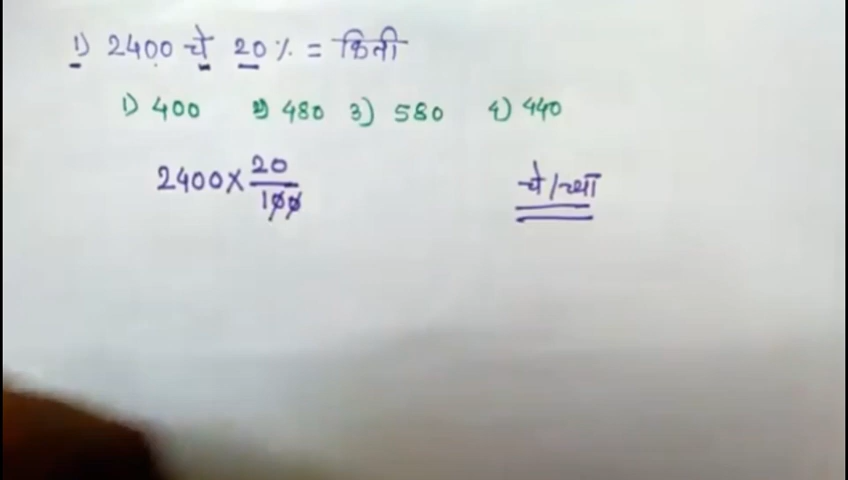 1) 2400 चे 20% = किती
1) 400 2) 480 3) 580 4) 440
2400 × 20/100 चे/च्या